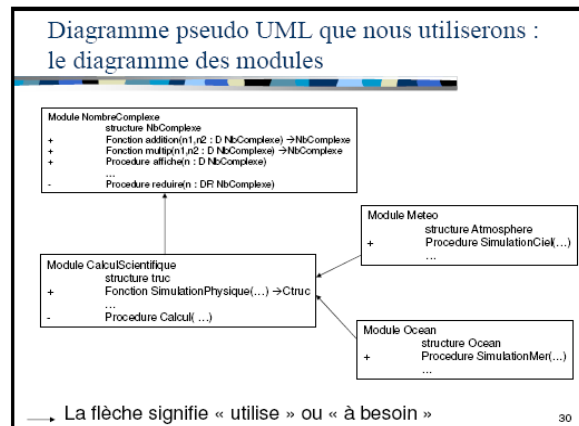 Diagramme pseudo UML que nous utiliserons :
le diagramme des modules
Module NombreComplexe
structure NbComplexe
+ Fonction addition(n1,n2 : D NbComplexe) →NbComplexe
+ Fonction multip(n1,n2 : D NbComplexe) →NbComplexe
+ Procedure affiche(n : D NbComplexe)
...
- Procedure reduire(n : DR NbComplexe)
Module Meteo
structure Atmosphere
+ Procedure SimulationCiel(...)
...
Module CalculScientifique
structure truc
+ Fonction SimulationPhysique(...) →Ctruc
...
- Procedure Calcul( ...)
Module Ocean
structure Ocean
+ Procedure SimulationMer(...)
...
La flèche signifie « utilise » ou « à besoin »
30